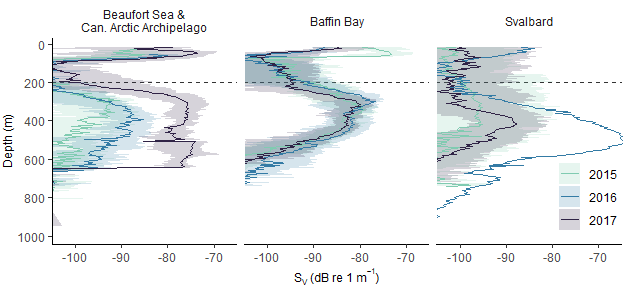 Beaufort Sea &
Can. Arctic Archipelago
Baffin Bay
Svalbard
0
200
400
600
800
1000
Depth (m)
2015
2016
2017
-100 -90 -80 -70
-100 -90 -80 -70
-100 -90 -80 -70
Sᵥ (dB re 1 m⁻¹)